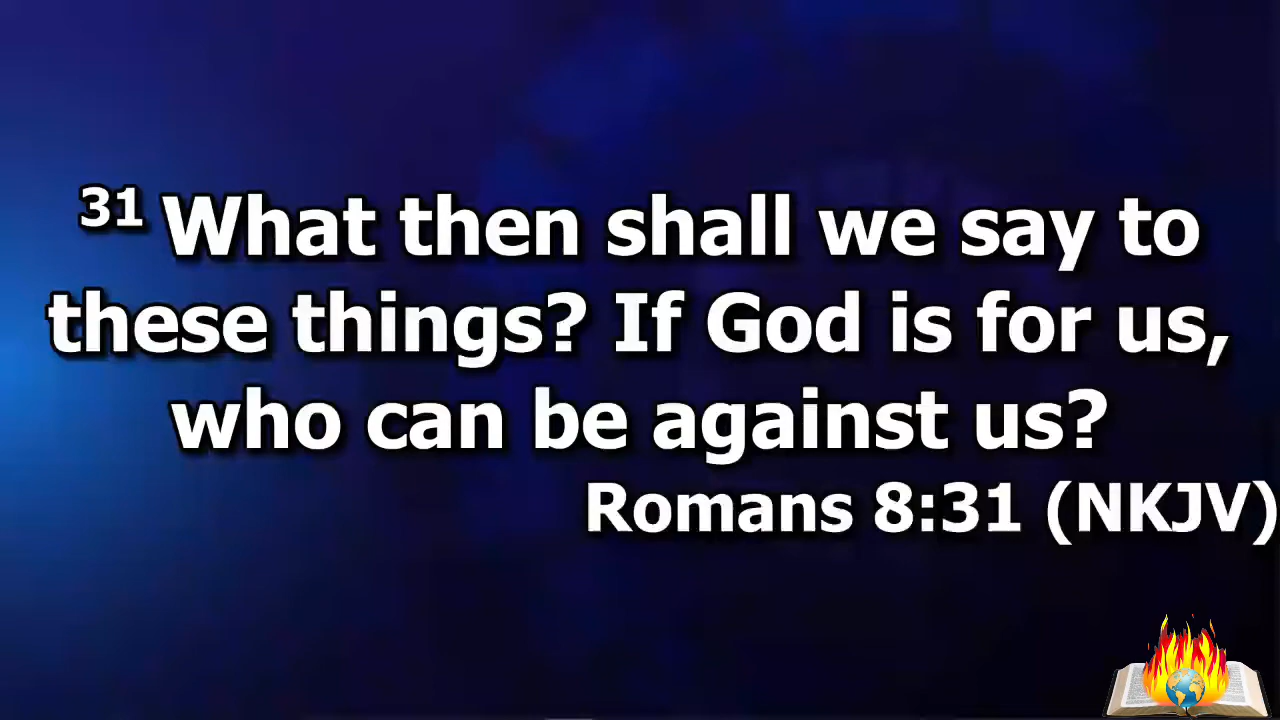 31 What then shall we say to
these things? If God is for us,
who can be against us?
Romans 8:31 (NKJV)